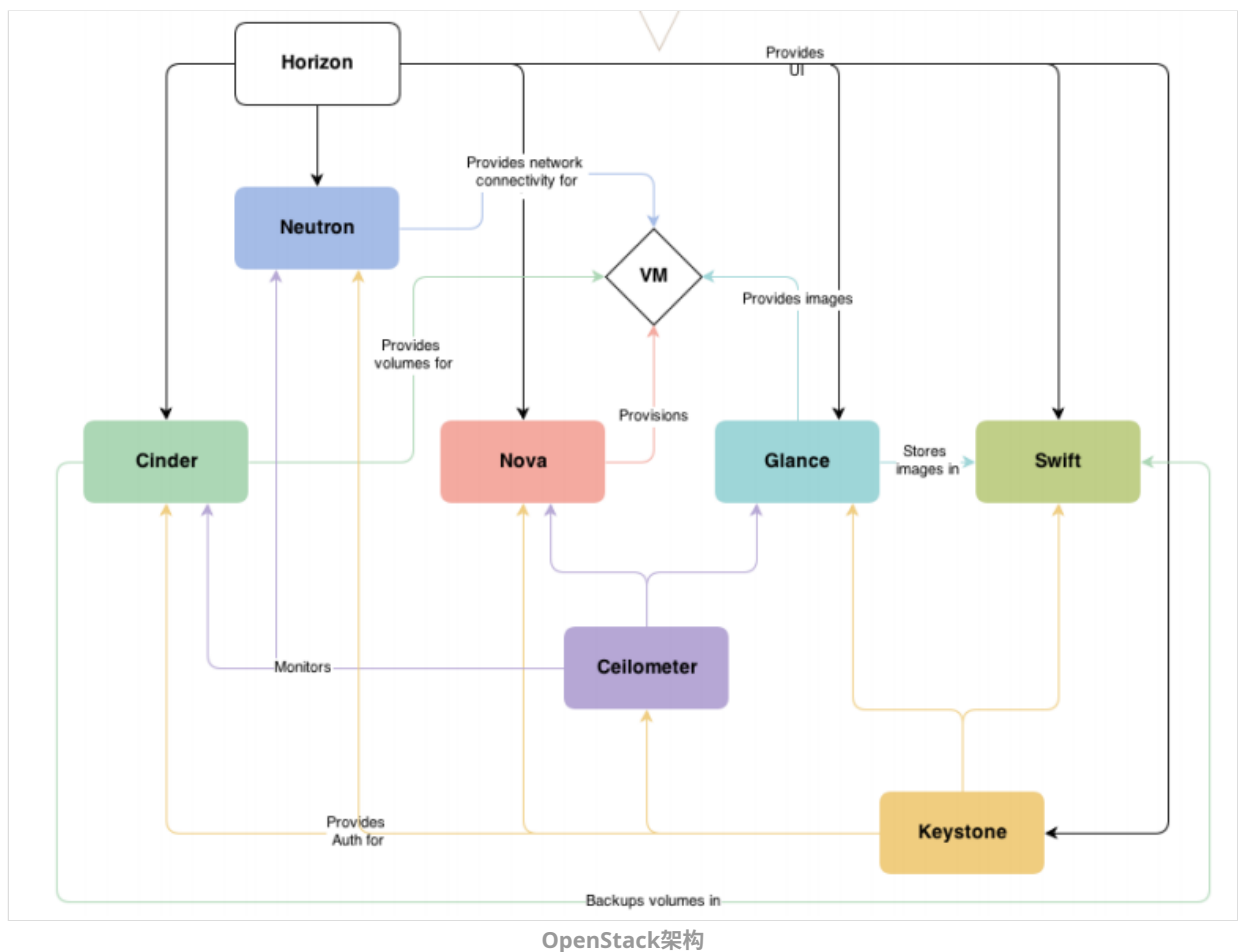 Horizon
Provides
UI
Provides network
connectivity for
Neutron
VM
Provides images
Provides
volumes for
Provisions
Cinder
Nova
Glance
Stores
images in
Swift
Monitors
Ceilometer
Provides
Auth for
Keystone
Backups volumes in
OpenStack架构